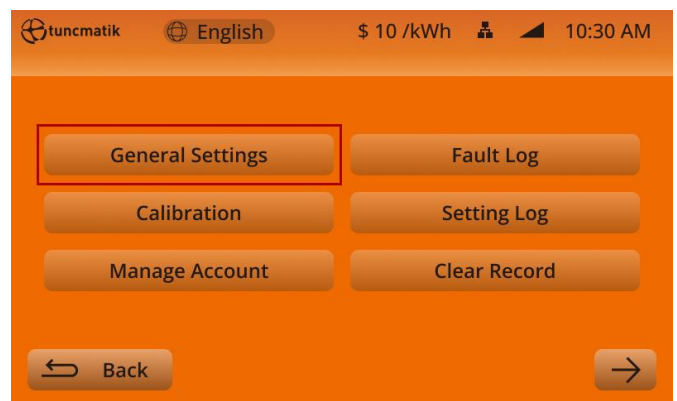 tuncmatik English $ 10 /kWh 10:30 AM
General Settings Fault Log
Calibration Setting Log
Manage Account Clear Record
Back